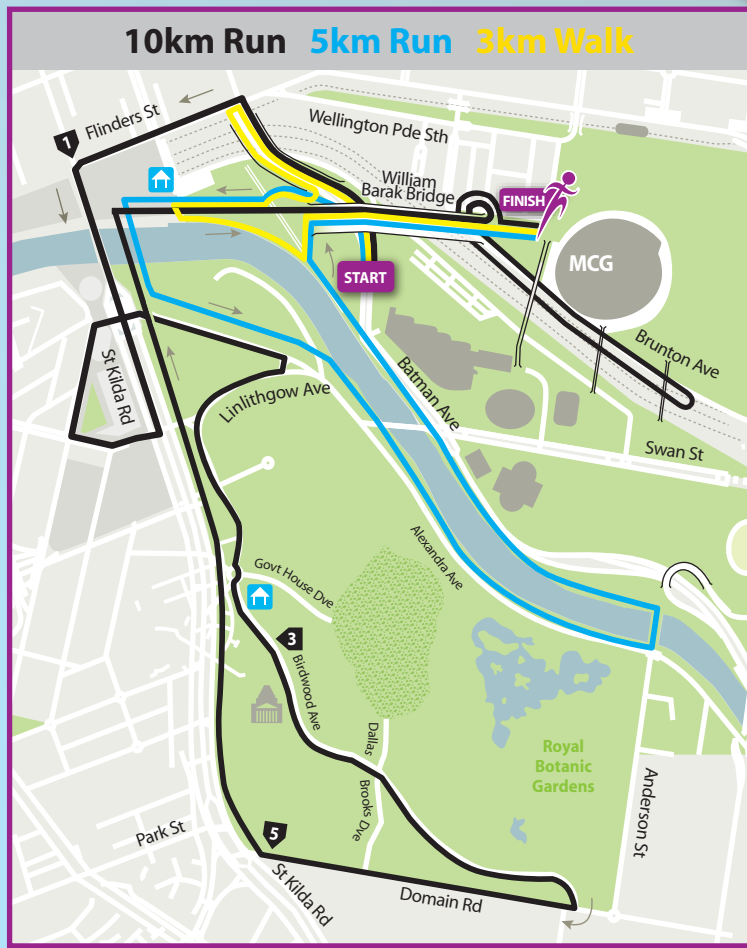 10km Run 5km Run 3km Walk
Flinders St
1
Wellington Pde Sth
William
Barak Bridge
FINISH
MCG
START
Brunton Ave
St Kilda Rd
Linlithgow Ave
Batman Ave
Swan St
Alexandra Ave
Govt House Dve
3
Birdwood Ave
Dallas
Brooks Dve
Royal
Botanic
Gardens
Anderson St
5
Park St
St Kilda Rd
Domain Rd